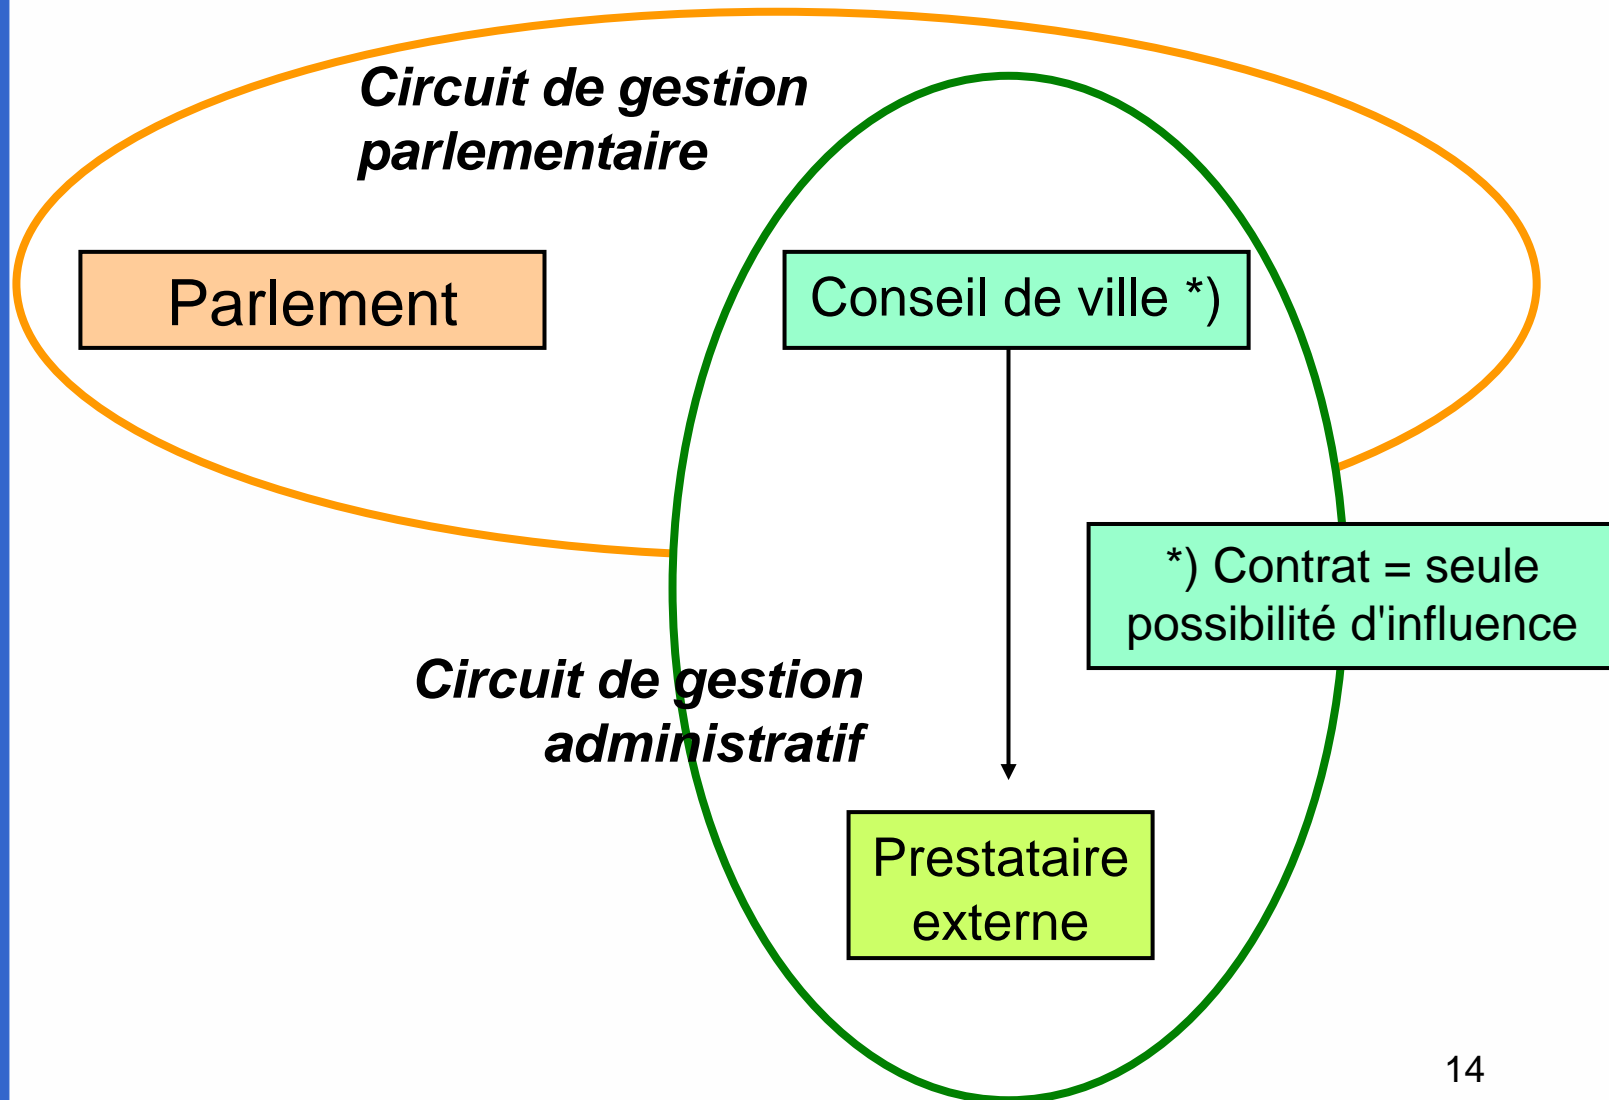 Circuit de gestion
parlementaire
Parlement
Conseil de ville *)
*) Contrat = seule
possibilité d'influence
Circuit de gestion
administratif
Prestataire
externe
14